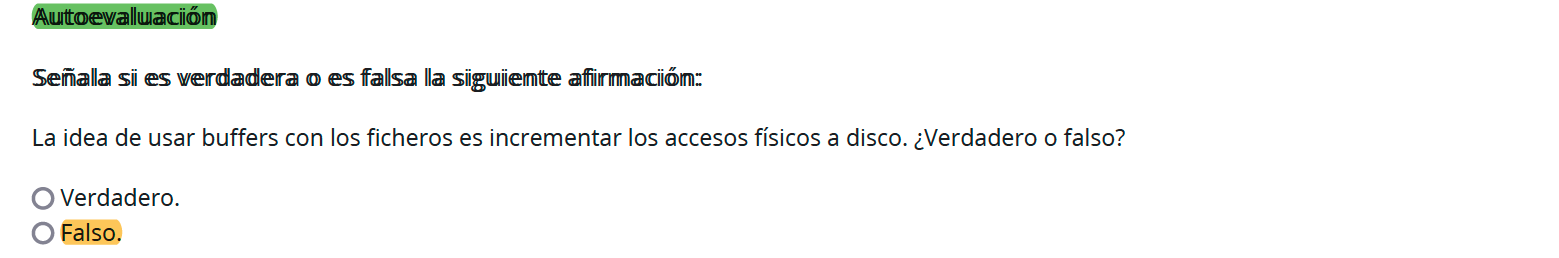 Autoevaluación
Señala si es verdadera o es falsa la siguiente afirmación:
La idea de usar buffers con los ficheros es incrementar los accesos físicos a disco. ¿Verdadero o falso?
Verdadero.
Falso.